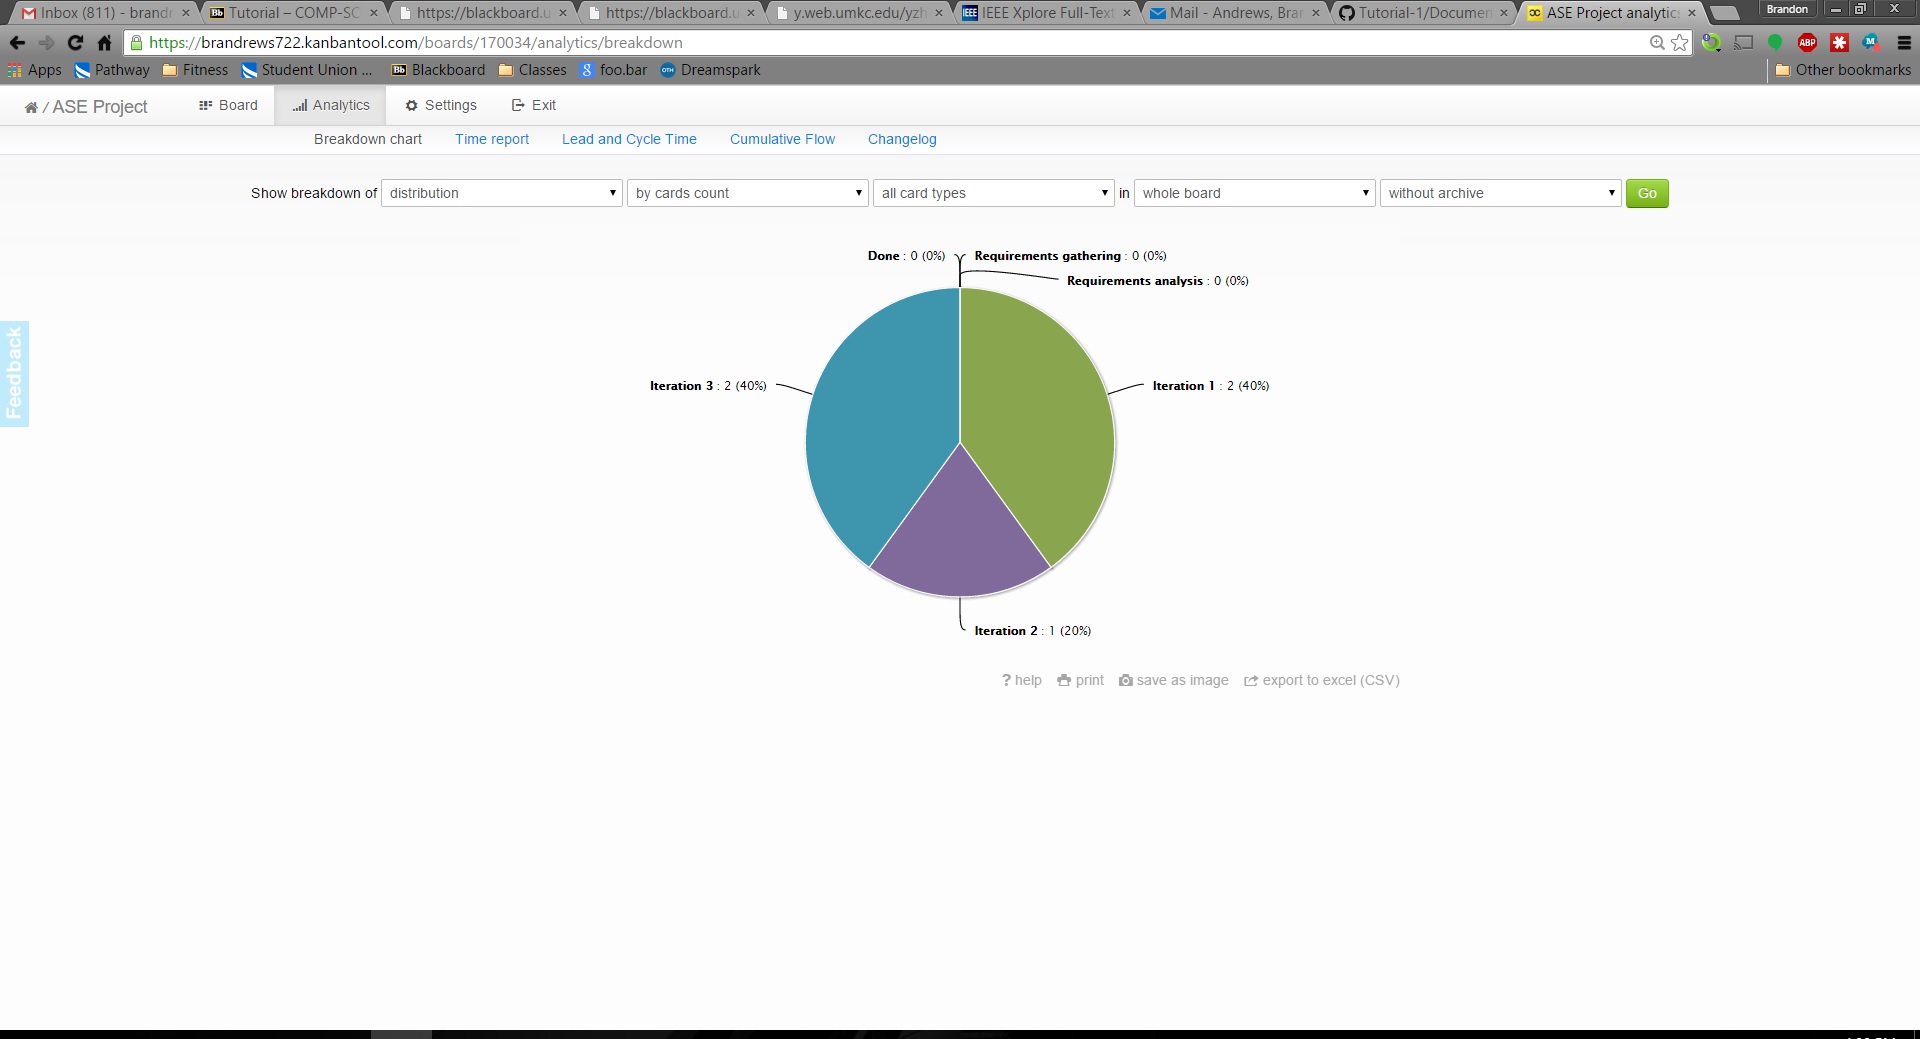 Inbox (811) - brandr
Tutorial – COMP-SC
https://blackboard.u
https://blackboard.u
y.web.umkc.edu/yzh
IEEE IEEE Xplore Full-Text
Mail - Andrews, Bran
Tutorial-1/Documen
ASE Project analytics
Brandon
https://brandrews722.kanbantool.com/boards/170034/analytics/breakdown
ABP
Apps Pathway Fitness Student Union ... Bb Blackboard Classes foo.bar Dreamspark Other bookmarks
/ ASE Project Board Analytics Settings Exit
Breakdown chart Time report Lead and Cycle Time Cumulative Flow Changelog
Show breakdown of distribution by cards count all card types in whole board without archive Go
Done : 0 (0%) Requirements gathering : 0 (0%)
Requirements analysis : 0 (0%)
Feedback
Iteration 3 : 2 (40%) Iteration 1 : 2 (40%)
Iteration 2 : 1 (20%)
? help print save as image export to excel (CSV)